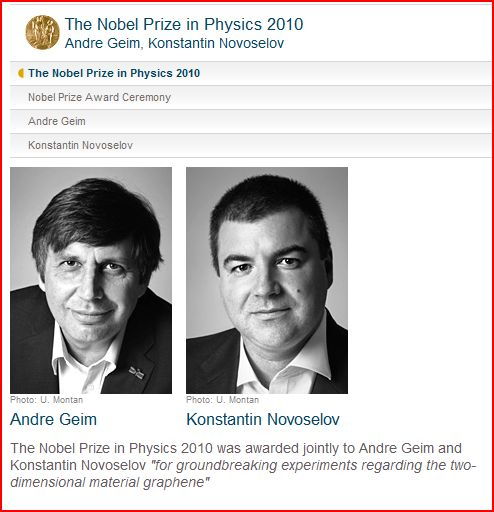 The Nobel Prize in Physics 2010
Andre Geim, Konstantin Novoselov
The Nobel Prize in Physics 2010
Nobel Prize Award Ceremony
Andre Geim
Konstantin Novoselov
Photo: U. Montan
Photo: U. Montan
Andre Geim
Konstantin Novoselov
The Nobel Prize in Physics 2010 was awarded jointly to Andre Geim and
Konstantin Novoselov "for groundbreaking experiments regarding the two-
dimensional material graphene"